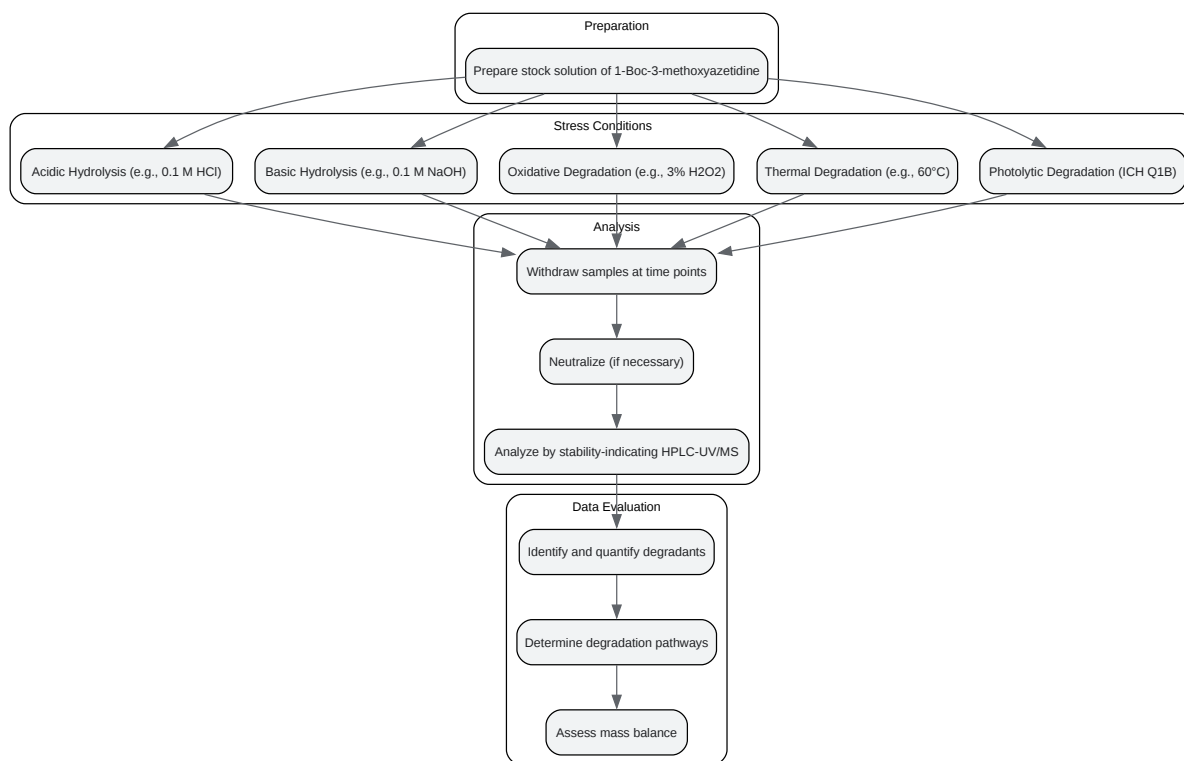 Preparation
Prepare stock solution of 1-Boc-3-methoxyazetidine
Stress Conditions
Acidic Hydrolysis (e.g., 0.1 M HCl)
Basic Hydrolysis (e.g., 0.1 M NaOH)
Oxidative Degradation (e.g., 3% H2O2)
Thermal Degradation (e.g., 60°C)
Photolytic Degradation (ICH Q1B)
Analysis
Withdraw samples at time points
Neutralize (if necessary)
Analyze by stability-indicating HPLC-UV/MS
Data Evaluation
Identify and quantify degradants
Determine degradation pathways
Assess mass balance